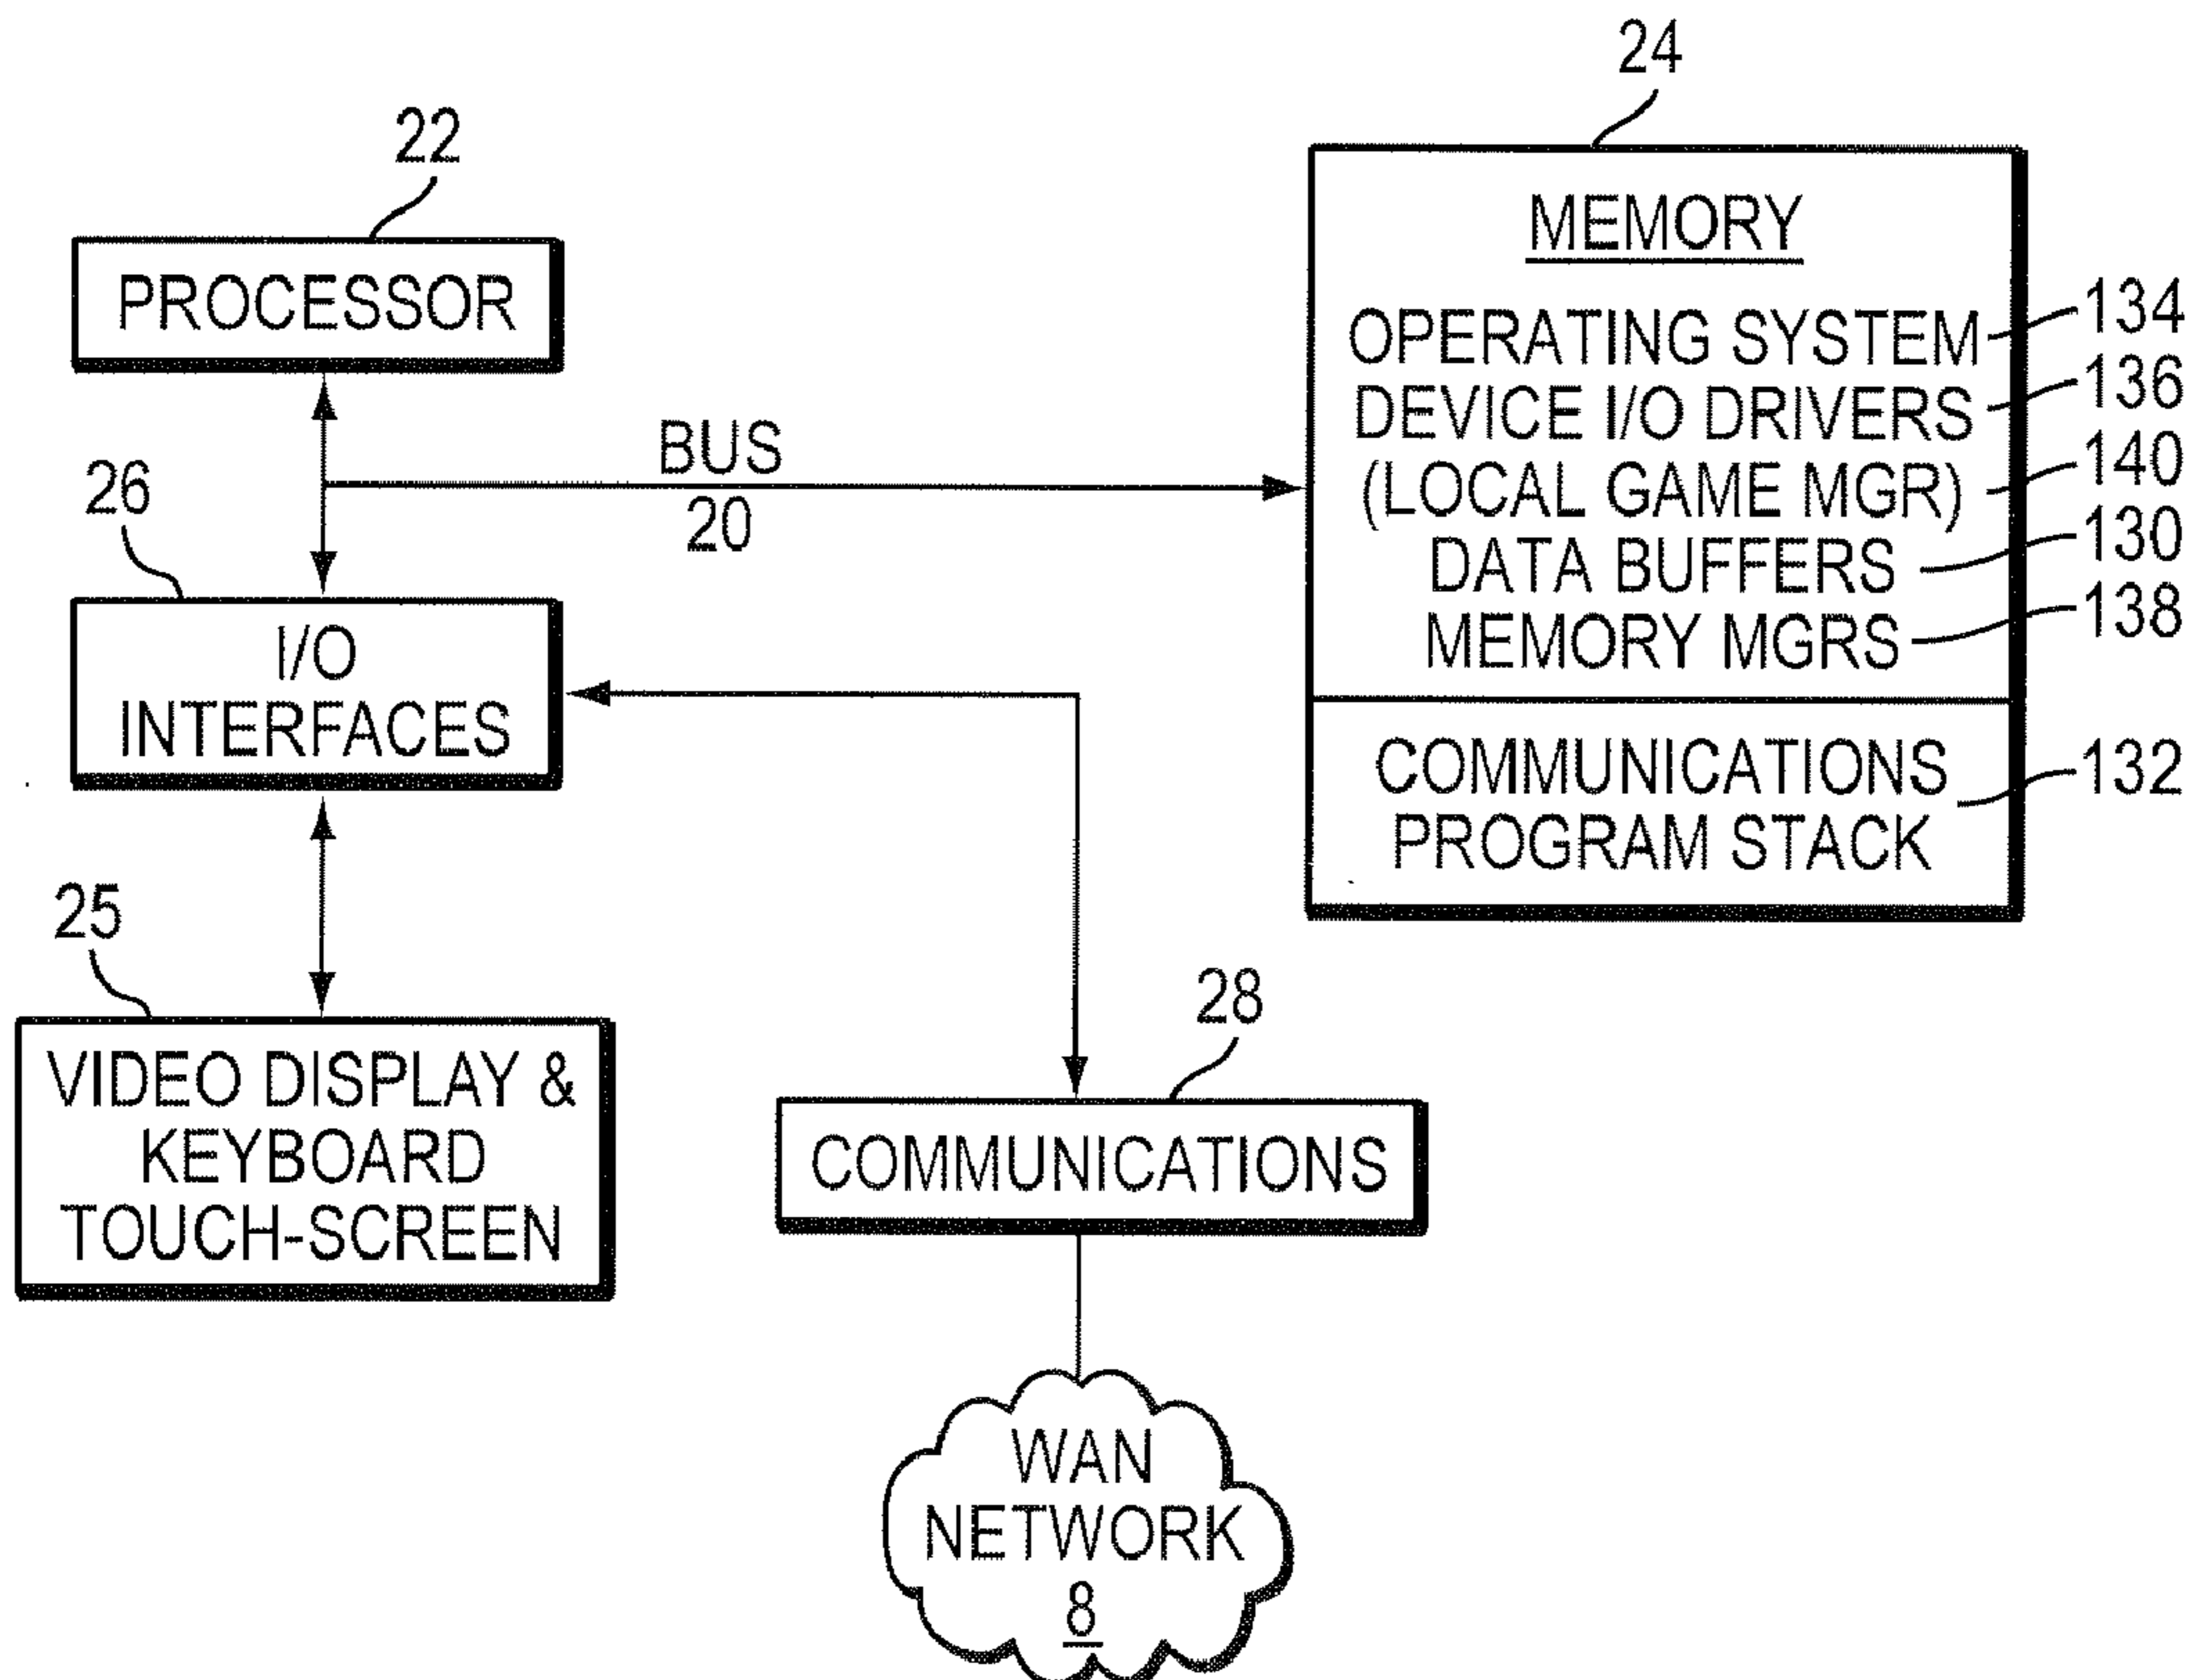 24
22
MEMORY
PROCESSOR
OPERATING SYSTEM 134
DEVICE I/O DRIVERS 136
(LOCAL GAME MGR) 140
DATA BUFFERS 130
MEMORY MGRS 138
BUS
20
26
I/O
INTERFACES
COMMUNICATIONS
PROGRAM STACK
132
25
VIDEO DISPLAY &
KEYBOARD
TOUCH-SCREEN
28
COMMUNICATIONS
WAN
NETWORK
8